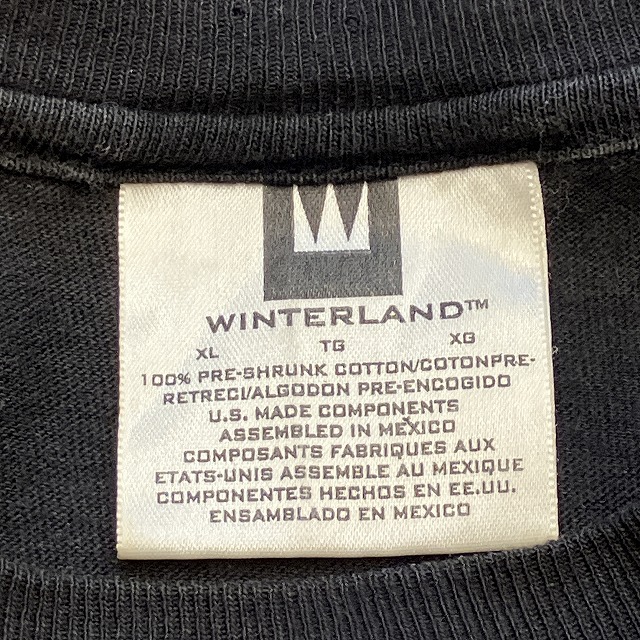 W
WINTERLAND™
XL TG XG
100% PRE-SHRUNK COTTON/COTONPRE-
RETRECI/ALGODON PRE-ENCOGIDO
U.S. MADE COMPONENTS
ASSEMBLED IN MEXICO
COMPOSANTS FABRIQUES AUX
ETATS-UNIS ASSEMBLE AU MEXIQUE
COMPONENTES HECHOS EN EE.UU.
ENSAMBLADO EN MEXICO